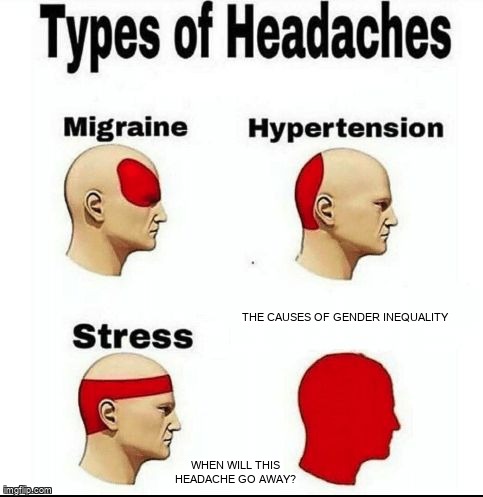 Types of Headaches
Migraine
Hypertension
THE CAUSES OF GENDER INEQUALITY
Stress
WHEN WILL THIS
HEADACHE GO AWAY?
imgflip.com